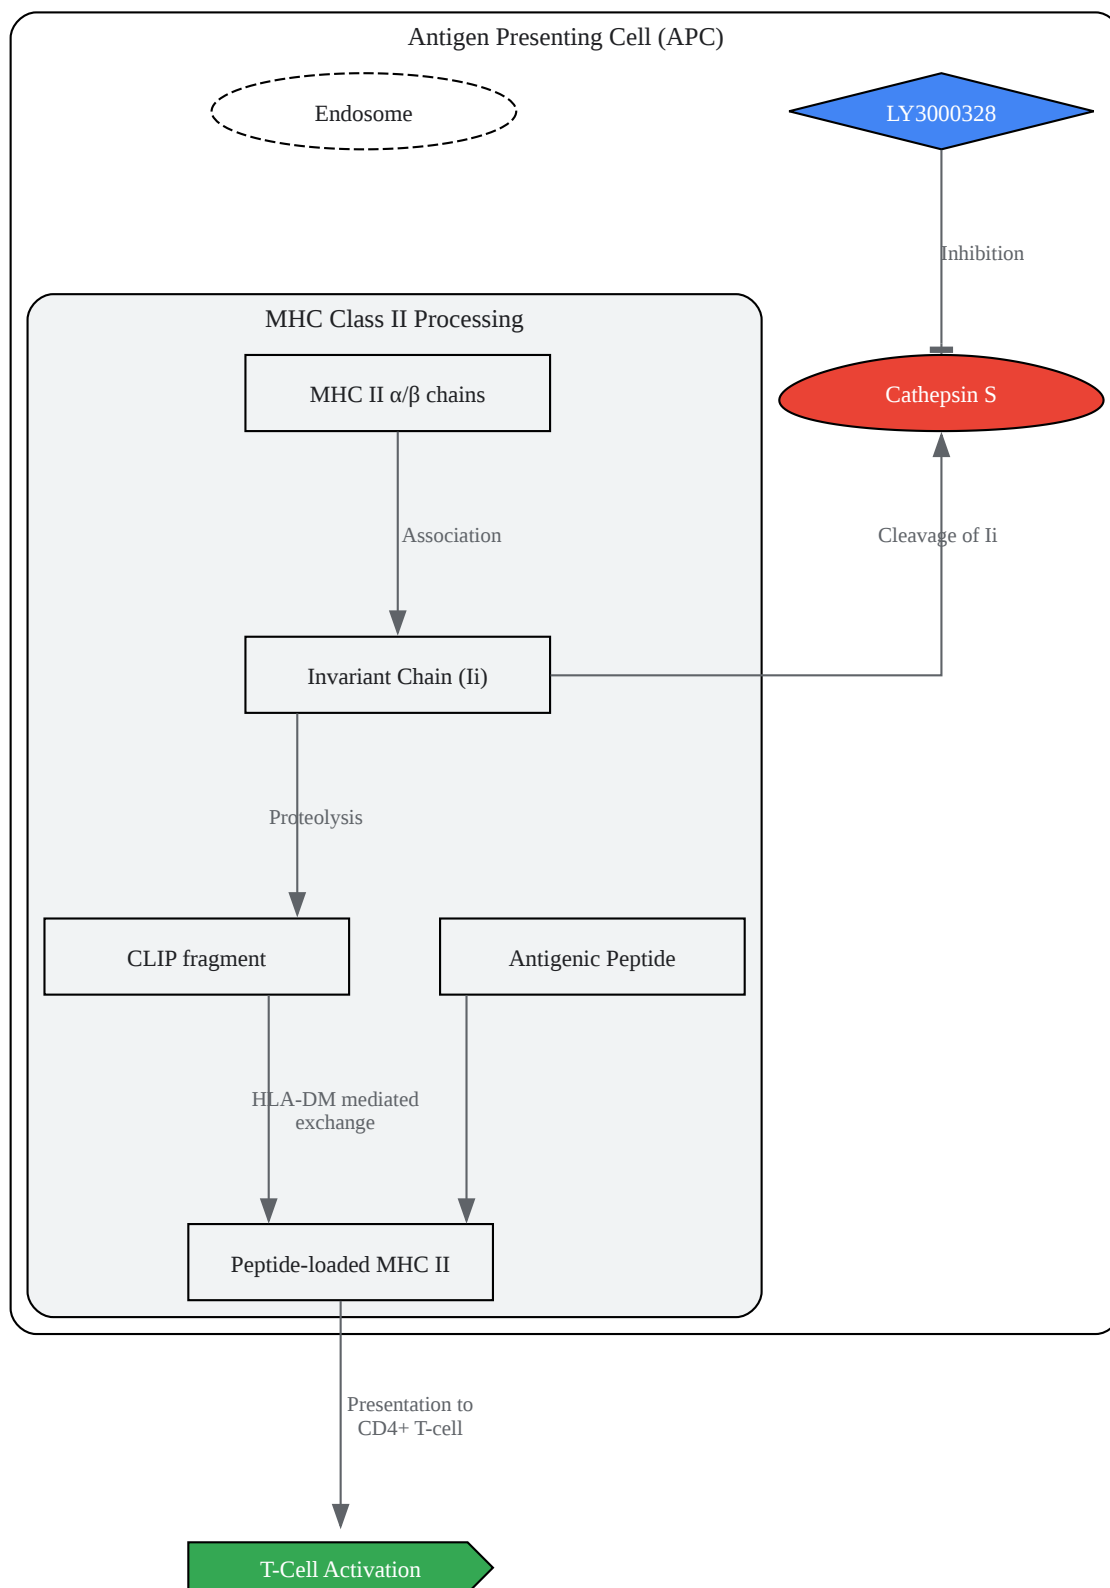 Antigen Presenting Cell (APC)
Endosome
LY3000328
Inhibition
MHC Class II Processing
MHC II α/β chains
Cathepsin S
Association
Cleavage of Ii
Invariant Chain (Ii)
Proteolysis
CLIP fragment
Antigenic Peptide
HLA-DM mediated
exchange
Peptide-loaded MHC II
Presentation to
CD4+ T-cell
T-Cell Activation